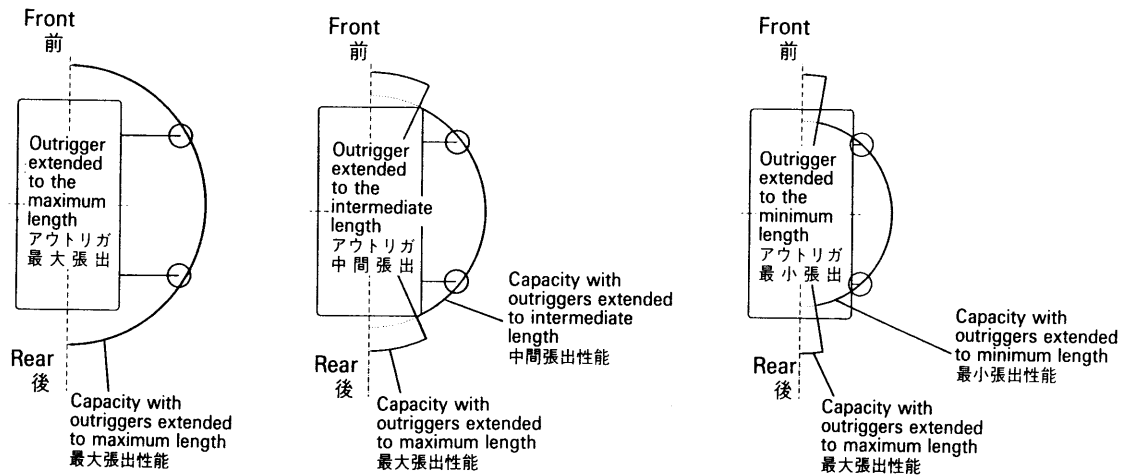 Front
前
Outrigger
extended
to the
maximum
length
アウトリガ
最大張出
Rear
後
Capacity with
outriggers extended
to maximum length
最大張出性能
Front
前
Outrigger
extended
to the
intermediate
length
アウトリガ
中間張出
Capacity with
outriggers extended
to intermediate
length
中間張出性能
Rear
後
Capacity with
outriggers extended
to maximum length
最大張出性能
Front
前
Outrigger
extended
to the
minimum
length
アウトリガ
最小張出
Capacity with
outriggers extended
to minimum length
最小張出性能
Rear
後
Capacity with
outriggers extended
to maximum length
最大張出性能